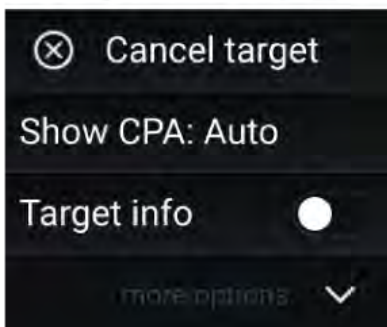 Cancel target
Show CPA: Auto
Target info
more options